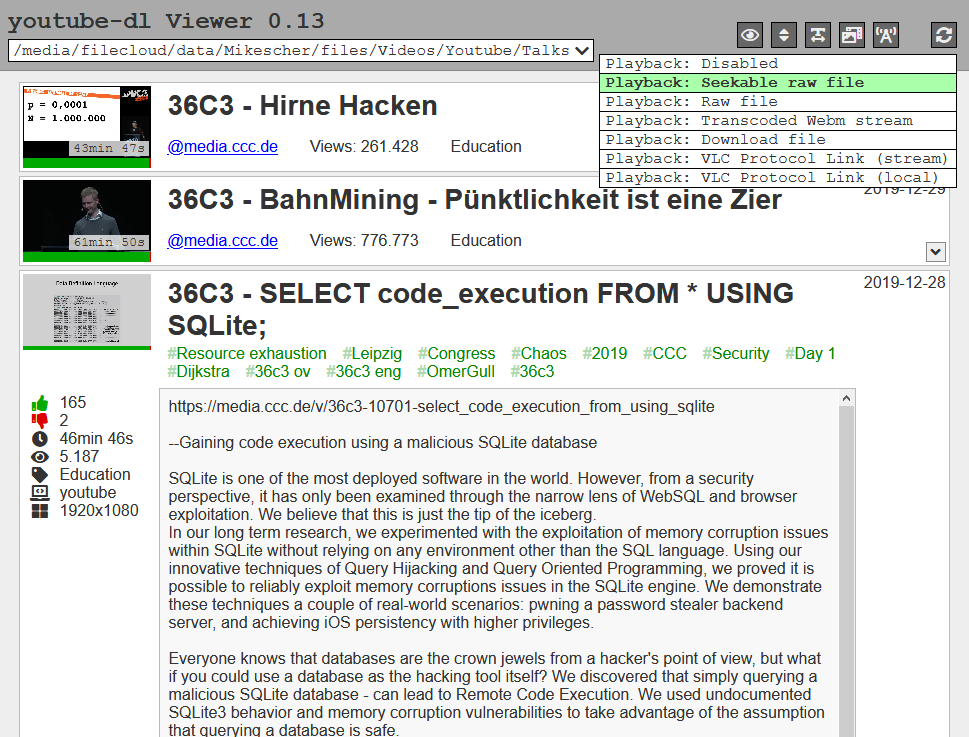 youtube-dl Viewer 0.13
/media/filecloud/data/Mikescher/files/Videos/Youtube/Talks
Playback: Disabled
Playback: Seekable raw file
Playback: Raw file
Playback: Transcoded Webm stream
Playback: Download file
Playback: VLC Protocol Link (stream)
Playback: VLC Protocol Link (local)
p = 0,0001
N = 1.000.000
43min 47s
36C3 - Hirne Hacken
@media.ccc.de Views: 261.428 Education
61min 50s
36C3 - BahnMining - Pünktlichkeit ist eine Zier
2019-12-29
@media.ccc.de Views: 776.773 Education
Data Definition Language
36C3 - SELECT code_execution FROM * USING
SQLite;
2019-12-28
#Resource exhaustion #Leipzig #Congress #Chaos #2019 #CCC #Security #Day 1
#Dijkstra #36c3 ov #36c3 eng #OmerGull #36c3
165
2
46min 46s
5.187
Education
youtube
1920x1080
https://media.ccc.de/v/36c3-10701-select_code_execution_from_using_sqlite
--Gaining code execution using a malicious SQLite database
SQLite is one of the most deployed software in the world. However, from a security
perspective, it has only been examined through the narrow lens of WebSQL and browser
exploitation. We believe that this is just the tip of the iceberg.
In our long term research, we experimented with the exploitation of memory corruption issues
within SQLite without relying on any environment other than the SQL language. Using our
innovative techniques of Query Hijacking and Query Oriented Programming, we proved it is
possible to reliably exploit memory corruptions issues in the SQLite engine. We demonstrate
these techniques a couple of real-world scenarios: pwning a password stealer backend
server, and achieving iOS persistency with higher privileges.
Everyone knows that databases are the crown jewels from a hacker's point of view, but what
if you could use a database as the hacking tool itself? We discovered that simply querying a
malicious SQLite database - can lead to Remote Code Execution. We used undocumented
SQLite3 behavior and memory corruption vulnerabilities to take advantage of the assumption
that querying a database is safe.